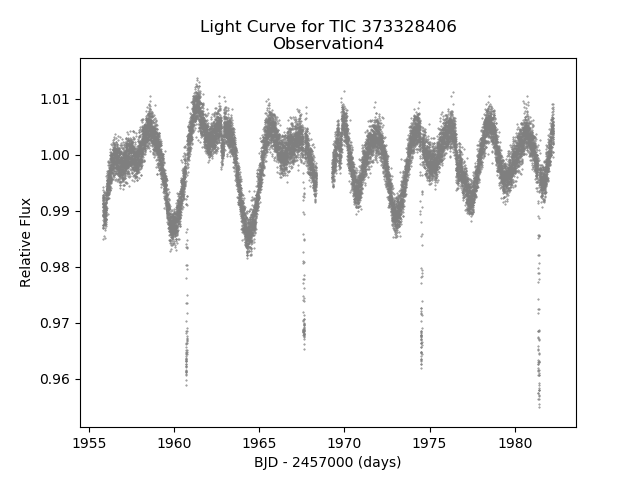 Light Curve for TIC 373328406
Observation4
1.01
1.00
0.99
0.98
0.97
0.96
Relative Flux
1955 1960 1965 1970 1975 1980
BJD - 2457000 (days)